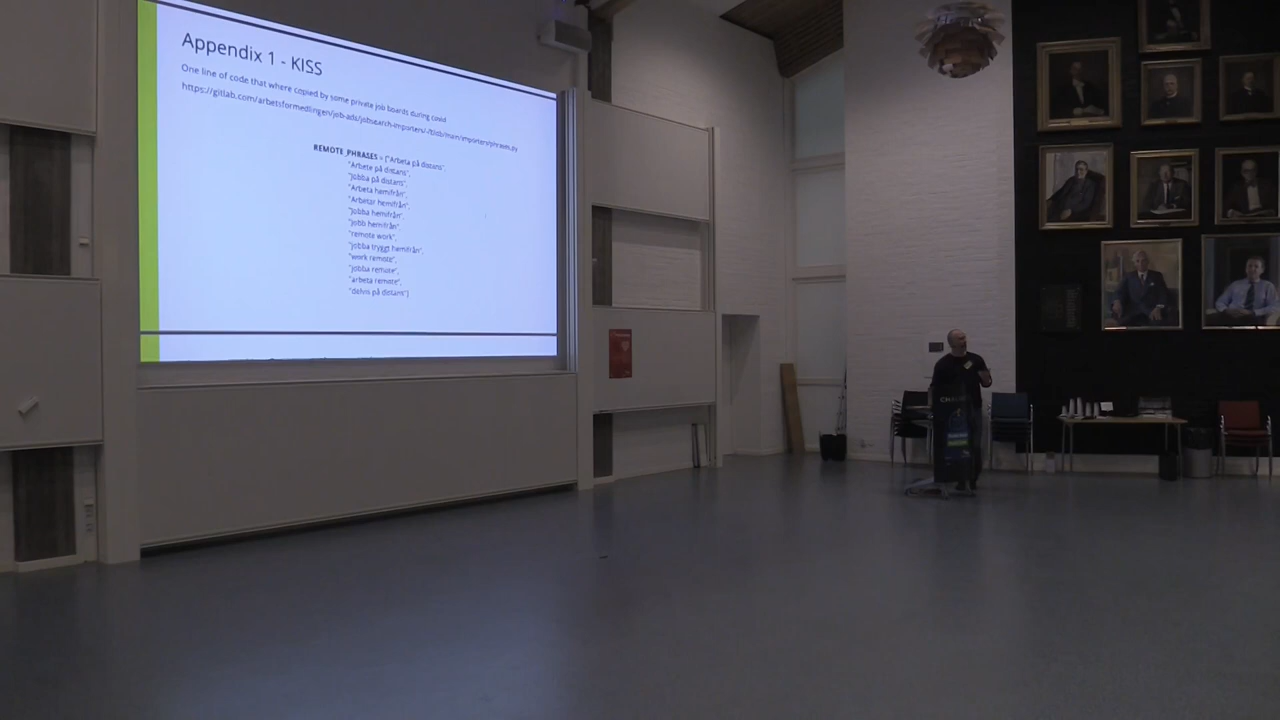 Appendix 1 - KISS
One line of code that where copied by some private job boards during covid
https://gitlab.com/arbetsformedlingen/job-ads/jobsearch-importers/-/blob/main/importers/phrases.py
REMOTE_PHRASES = ["Arbeta på distans",
"Arbete på distans",
"Jobba på distans",
"Arbeta hemifrån",
"Arbetar hemifrån",
"Jobba hemifrån",
"jobb hemifrån",
"remote work",
"jobba tryggt hemifrån",
"work remote",
"jobba remote",
"arbeta remote",
"delvis på distans"]